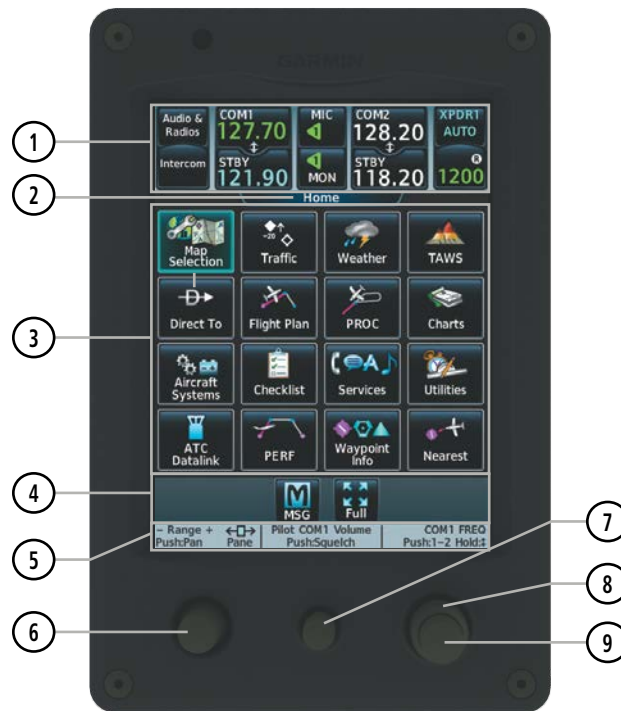 GARMIN
Audio & Radios
COM1
127.70
MIC
COM2
128.20
XPDR1
AUTO
Intercom
STBY
121.90
MON
STBY
118.20
R
1200
Home
Map Selection
Traffic
Weather
TAWS
Direct To
Flight Plan
PROC
Charts
Aircraft Systems
Checklist
Services
Utilities
ATC Datalink
PERF
Waypoint Info
Nearest
MSG
Full
– Range +
Push:Pan Pane
Pilot COM1 Volume
Push:Squelch
COM1 FREQ
Push:1–2 Hold:↕
1
2
3
4
5
6
7
8
9